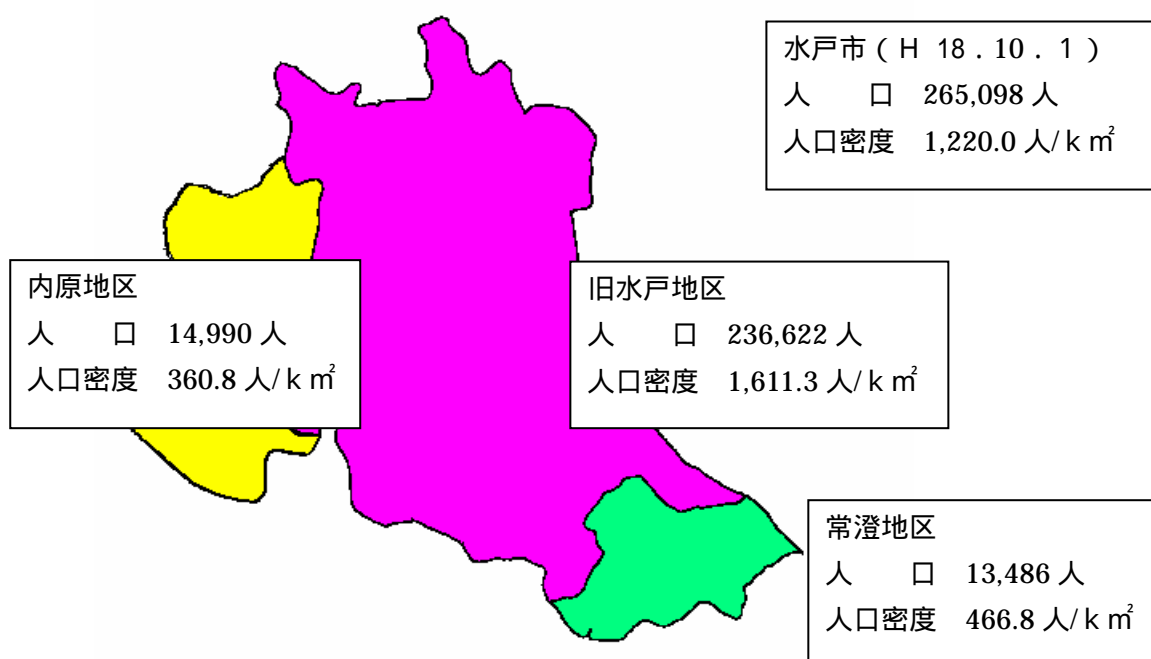 水戸市（Ｈ 18．10．1）
人　　口　265,098 人
人口密度　1,220.0 人/ｋ㎡
内原地区
人　　口　14,990 人
人口密度　360.8 人/ｋ㎡
旧水戸地区
人　　口　236,622 人
人口密度　1,611.3 人/ｋ㎡
常澄地区
人　　口　13,486 人
人口密度　466.8 人/ｋ㎡